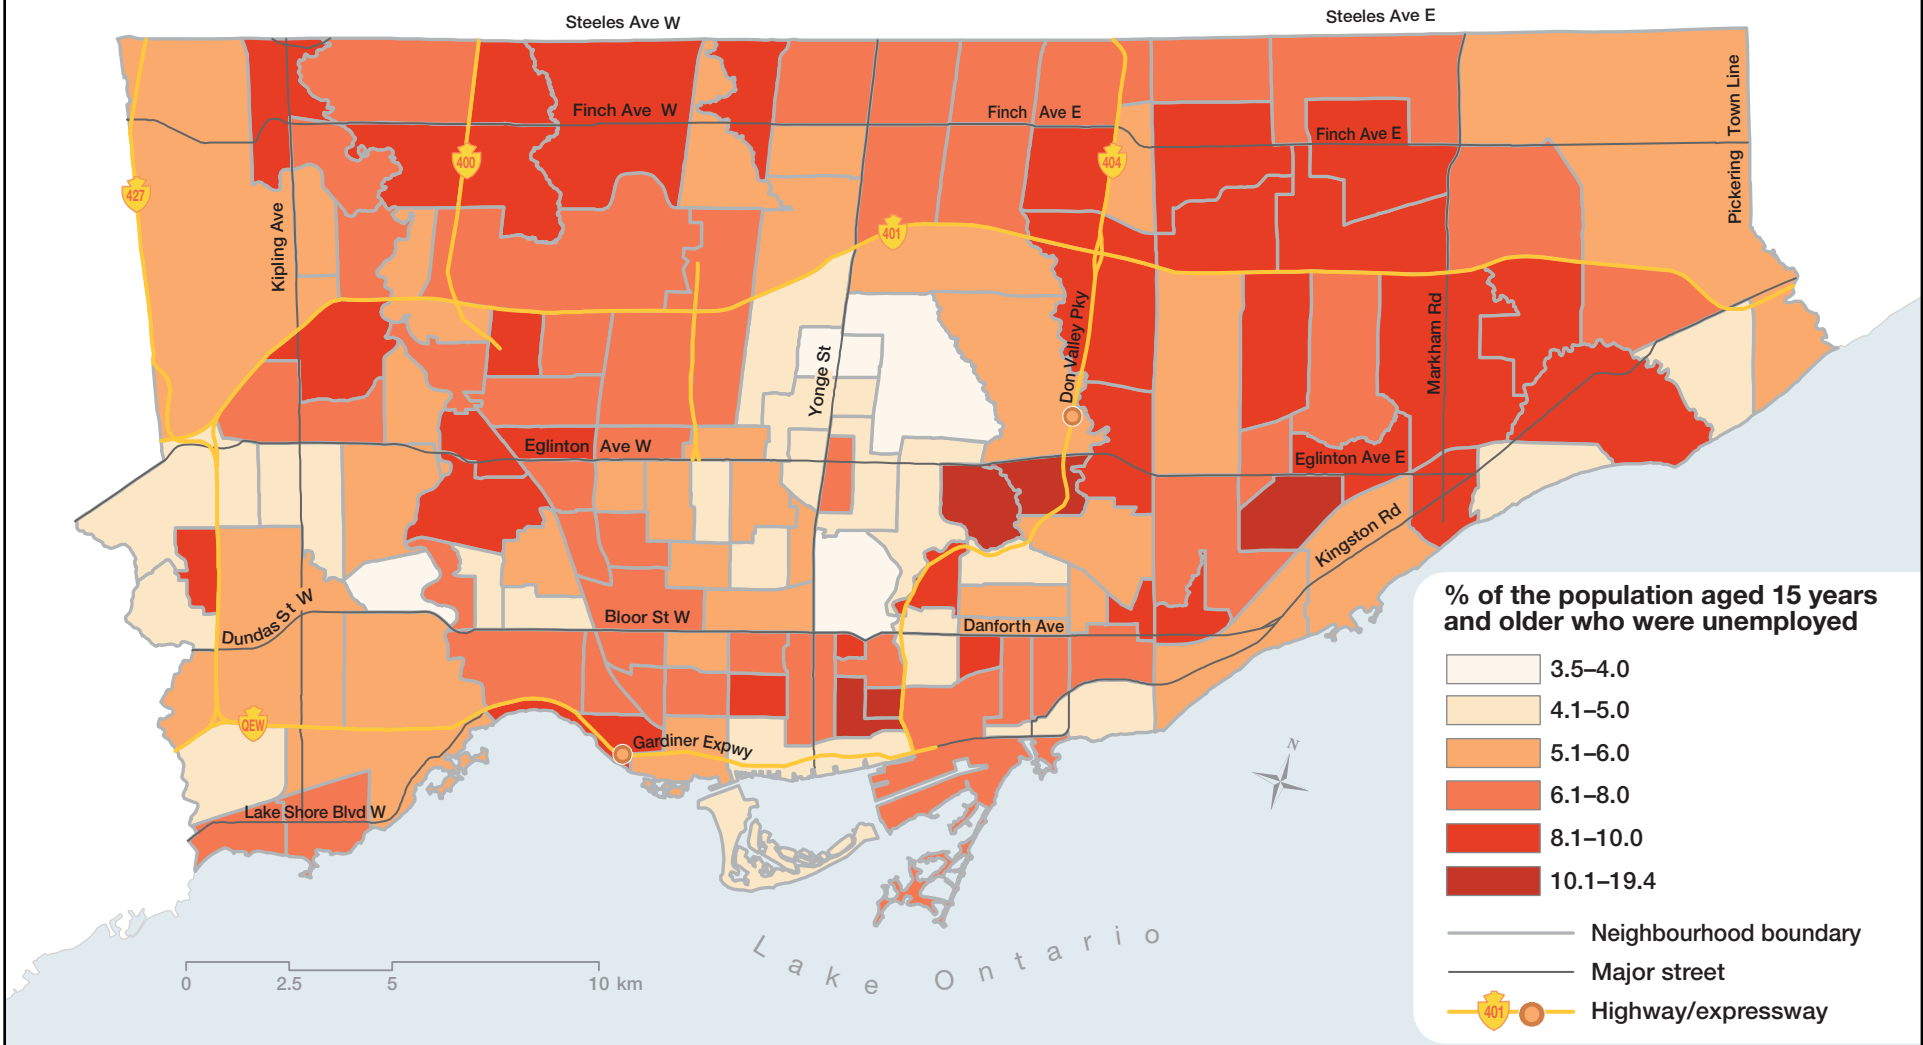 Steeles Ave W
Steeles Ave E
Finch Ave W
Finch Ave E
Finch Ave E
Pickering Town Line
400
404
427
401
Kipling Ave
Yonge St
Don Valley Pky
Markham Rd
Eglinton Ave W
Eglinton Ave E
Kingston Rd
Dundas St W
Bloor St W
Danforth Ave
QEW
Gardiner Expwy
Lake Shore Blvd W
N
Lake Ontario
0 2.5 5 10 km
% of the population aged 15 years
and older who were unemployed
3.5–4.0
4.1–5.0
5.1–6.0
6.1–8.0
8.1–10.0
10.1–19.4
Neighbourhood boundary
Major street
401 Highway/expressway